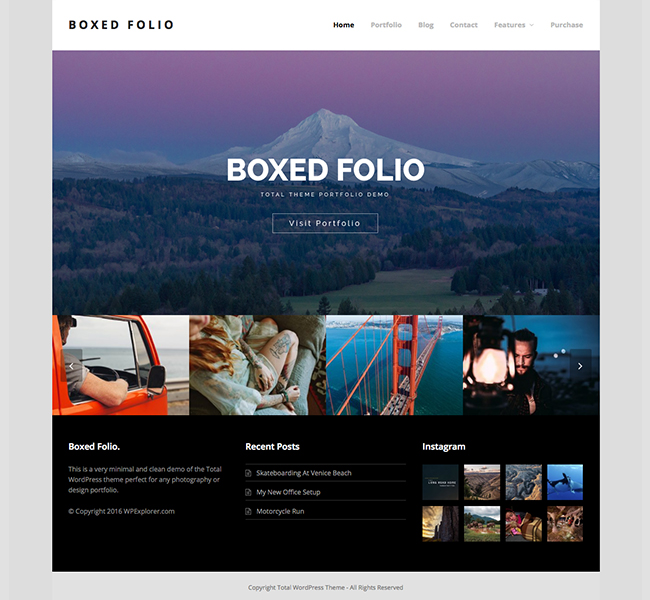 BOXED FOLIO
Home Portfolio Blog Contact Features Purchase
BOXED FOLIO
TOTAL THEME PORTFOLIO DEMO
Visit Portfolio
Boxed Folio.
This is a very minimal and clean demo of the Total
WordPress theme perfect for any photography or
design portfolio.
© Copyright 2016 WPExplorer.com
Recent Posts
Skateboarding At Venice Beach
My New Office Setup
Motorcycle Run
Instagram
Copyright Total WordPress Theme - All Rights Reserved